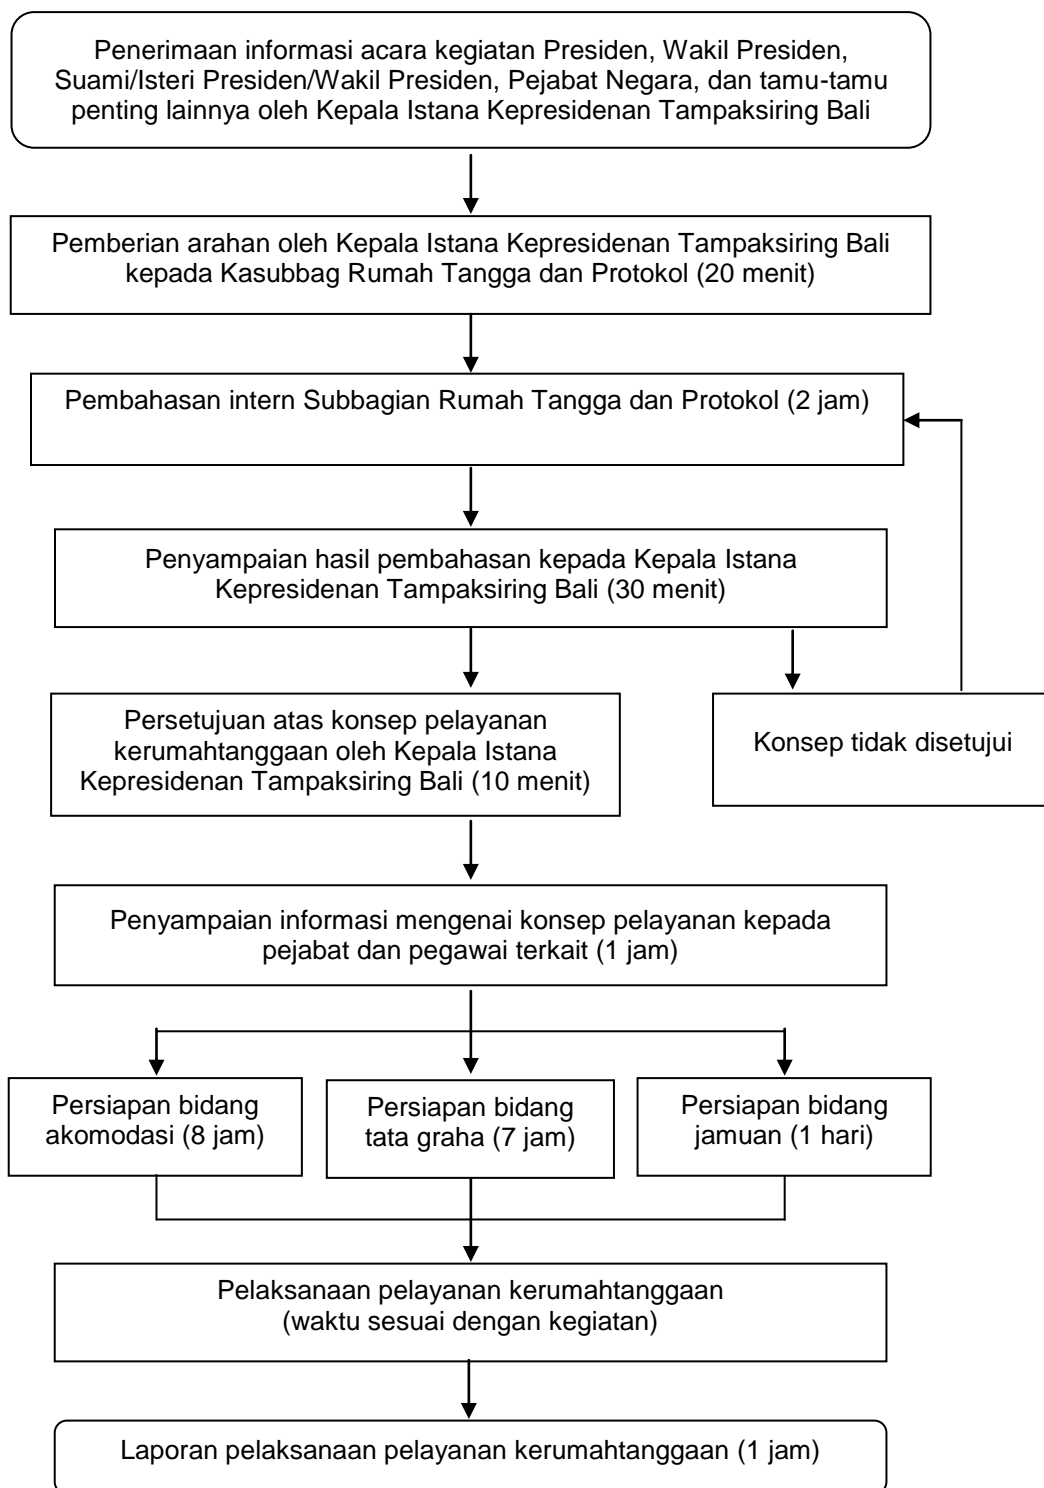 Penerimaan informasi acara kegiatan Presiden, Wakil Presiden,
Suami/Isteri Presiden/Wakil Presiden, Pejabat Negara, dan tamu-tamu
penting lainnya oleh Kepala Istana Kepresidenan Tampaksiring Bali
Pemberian arahan oleh Kepala Istana Kepresidenan Tampaksiring Bali
kepada Kasubbag Rumah Tangga dan Protokol (20 menit)
Pembahasan intern Subbagian Rumah Tangga dan Protokol (2 jam)
Penyampaian hasil pembahasan kepada Kepala Istana
Kepresidenan Tampaksiring Bali (30 menit)
Persetujuan atas konsep pelayanan
kerumahtanggaan oleh Kepala Istana
Kepresidenan Tampaksiring Bali (10 menit)
Konsep tidak disetujui
Penyampaian informasi mengenai konsep pelayanan kepada
pejabat dan pegawai terkait (1 jam)
Persiapan bidang
akomodasi (8 jam)
Persiapan bidang
tata graha (7 jam)
Persiapan bidang
jamuan (1 hari)
Pelaksanaan pelayanan kerumahtanggaan
(waktu sesuai dengan kegiatan)
Laporan pelaksanaan pelayanan kerumahtanggaan (1 jam)